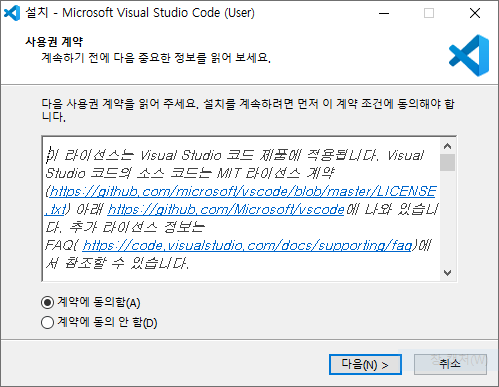 설치 - Microsoft Visual Studio Code (User)
사용권 계약
계속하기 전에 다음 중요한 정보를 읽어 보세요.
다음 사용권 계약을 읽어 주세요. 설치를 계속하려면 먼저 이 계약 조건에 동의해야 합
니다.
이 라이선스는 Visual Studio 코드 제품에 적용됩니다. Visual
Studio 코드의 소스 코드는 MIT 라이선스 계약
(https://github.com/microsoft/vscode/blob/master/LICENSE
.txt) 아래 https://github.com/Microsoft/vscode에 나와 있습니
다. 추가 라이선스 정보는
FAQ( https://code.visualstudio.com/docs/supporting/faq)에
서 참조할 수 있습니다.
계약에 동의함(A)
계약에 동의 안 함(D)
다음(N) >
취소